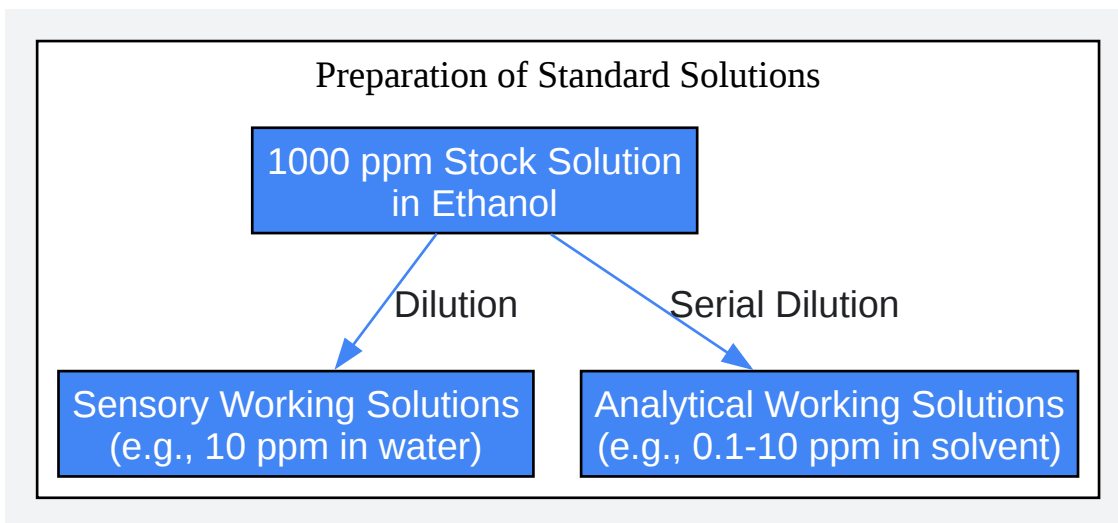 Preparation of Standard Solutions
1000 ppm Stock Solution
in Ethanol
Dilution
Serial Dilution
Sensory Working Solutions
(e.g., 10 ppm in water)
Analytical Working Solutions
(e.g., 0.1-10 ppm in solvent)